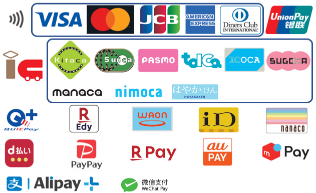 VISA JCB AMERICAN EXPRESS Diners Club INTERNATIONAL UnionPay 银联
Kitaca Suica PASMO TOICA ICOCA SUGOCA
manaca nimoca はやかけん
QUICPay R Edy WAON iD nanaco
d払い PayPay R Pay au PAY Pay
支 Alipay 微信支付 WeChat Pay